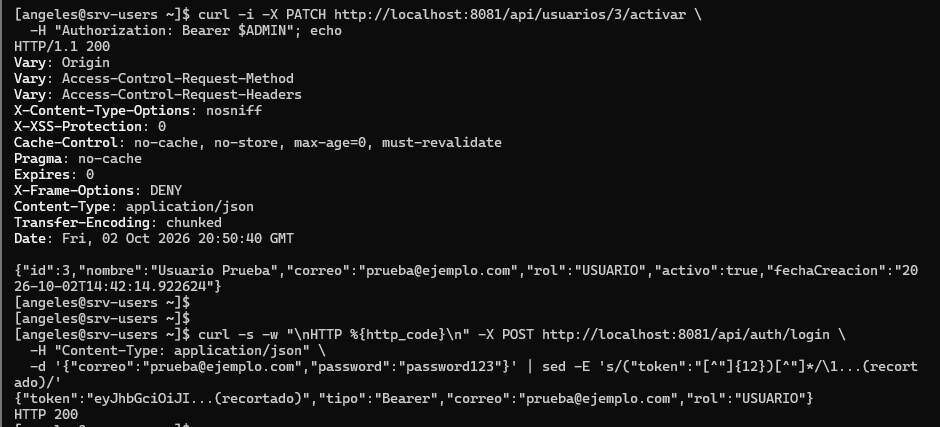 [angeles@srv-users ~]$ curl -i -X PATCH http://localhost:8081/api/usuarios/3/activar \
  -H "Authorization: Bearer $ADMIN"; echo
HTTP/1.1 200
Vary: Origin
Vary: Access-Control-Request-Method
Vary: Access-Control-Request-Headers
X-Content-Type-Options: nosniff
X-XSS-Protection: 0
Cache-Control: no-cache, no-store, max-age=0, must-revalidate
Pragma: no-cache
Expires: 0
X-Frame-Options: DENY
Content-Type: application/json
Transfer-Encoding: chunked
Date: Fri, 02 Oct 2026 20:50:40 GMT

{"id":3,"nombre":"Usuario Prueba","correo":"prueba@ejemplo.com","rol":"USUARIO","activo":true,"fechaCreacion":"20
26-10-02T14:42:14.922624"}
[angeles@srv-users ~]$
[angeles@srv-users ~]$
[angeles@srv-users ~]$ curl -s -w "\nHTTP %{http_code}\n" -X POST http://localhost:8081/api/auth/login \
  -H "Content-Type: application/json" \
  -d '{"correo":"prueba@ejemplo.com","password":"password123"}' | sed -E 's/("token":"[^"]{12})[^"]*/\1...(recort
ado)/'
{"token":"eyJhbGciOiJI...(recortado)","tipo":"Bearer","correo":"prueba@ejemplo.com","rol":"USUARIO"}
HTTP 200